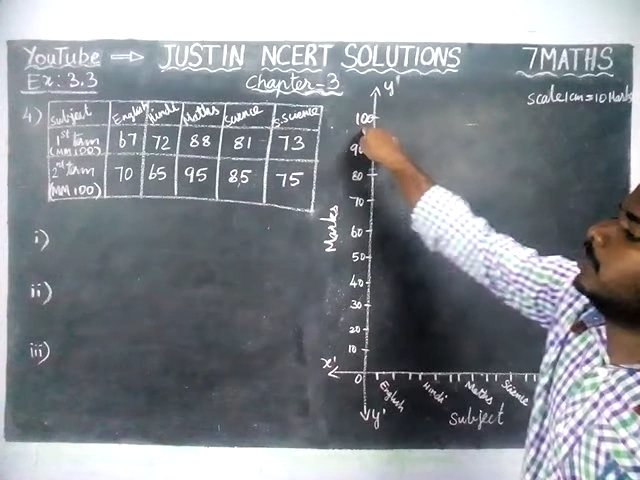 YouTube ⇒ JUSTIN NCERT SOLUTIONS 7MATHS
Ex: 3.3 Chapter-3
scale 1cm = 10 Marks
4) Subject English Hindi Maths Science S.Science
1st term (MM 100) 67 72 88 81 73
2nd term (MM 100) 70 65 95 85 75
i)
ii)
iii)
y'
100
90
80
70
60
50
40
30
20
10
0
Marks
x'
y'
English Hindi Maths Science
Subject